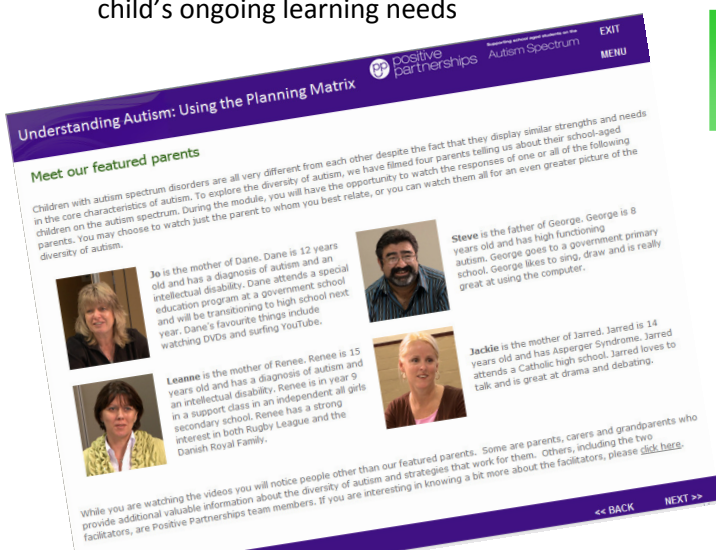 child's ongoing learning needs
Understanding Autism: Using the Planning Matrix
pp positive
partnerships
Supporting school aged students on the
Autism Spectrum
EXIT
MENU
Meet our featured parents
Children with autism spectrum disorders are all very different from each other despite the fact that they display similar strengths and needs
in the core characteristics of autism. To explore the diversity of autism, we have filmed four parents telling us about their school-aged
children on the autism spectrum. During the module, you will have the opportunity to watch the responses of one or all of the following
parents. You may choose to watch just the parent to whom you best relate, or you can watch them all for an even greater picture of the
diversity of autism.
Jo is the mother of Dane. Dane is 12 years
old and has a diagnosis of autism and an
intellectual disability. Dane attends a special
education program at a government school
and will be transitioning to high school next
year. Dane's favourite things include
watching DVDs and surfing YouTube.
Steve is the father of George. George is 8
years old and has high functioning
autism. George goes to a government primary
school. George likes to sing, draw and is really
great at using the computer.
Leanne is the mother of Renee. Renee is 15
years old and has a diagnosis of autism and
an intellectual disability. Renee is in year 9
in a support class in an independent all girls
secondary school. Renee has a strong
interest in both Rugby League and the
Danish Royal Family.
Jackie is the mother of Jarred. Jarred is 14
years old and has Asperger Syndrome. Jarred
attends a Catholic high school. Jarred loves to
talk and is great at drama and debating.
While you are watching the videos you will notice people other than our featured parents. Some are parents, carers and grandparents who
provide additional valuable information about the diversity of autism and strategies that work for them. Others, including the two
facilitators, are Positive Partnerships team members. If you are interesting in knowing a bit more about the facilitators, please click here.
<< BACK
NEXT >>